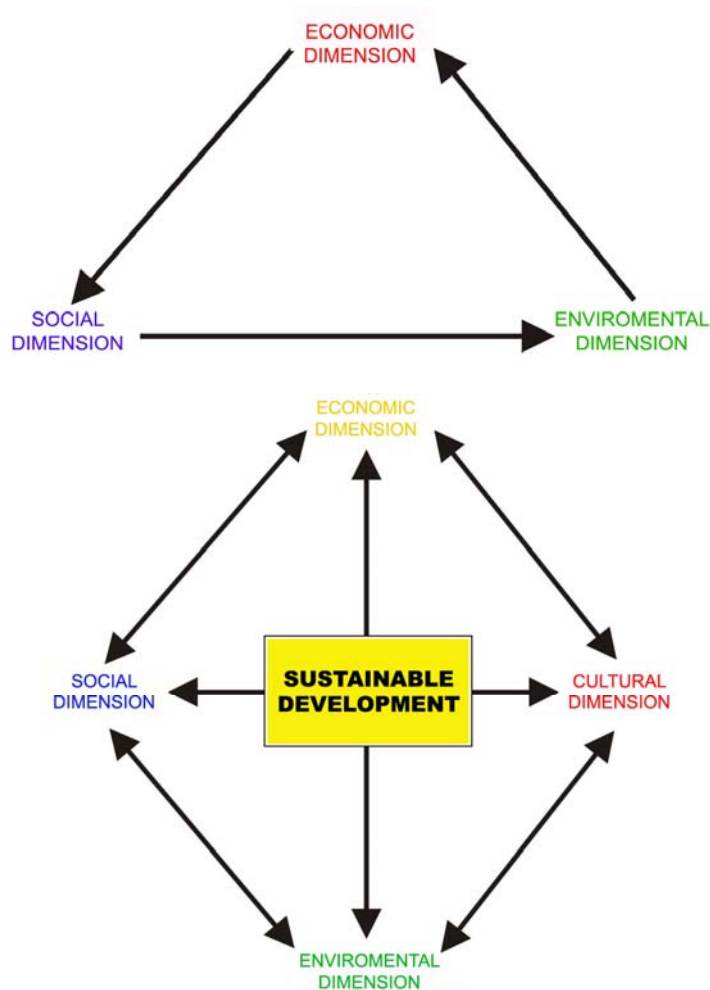 ECONOMIC
DIMENSION
SOCIAL
DIMENSION
ENVIROMENTAL
DIMENSION
ECONOMIC
DIMENSION
SOCIAL
DIMENSION
SUSTAINABLE
DEVELOPMENT
CULTURAL
DIMENSION
ENVIROMENTAL
DIMENSION